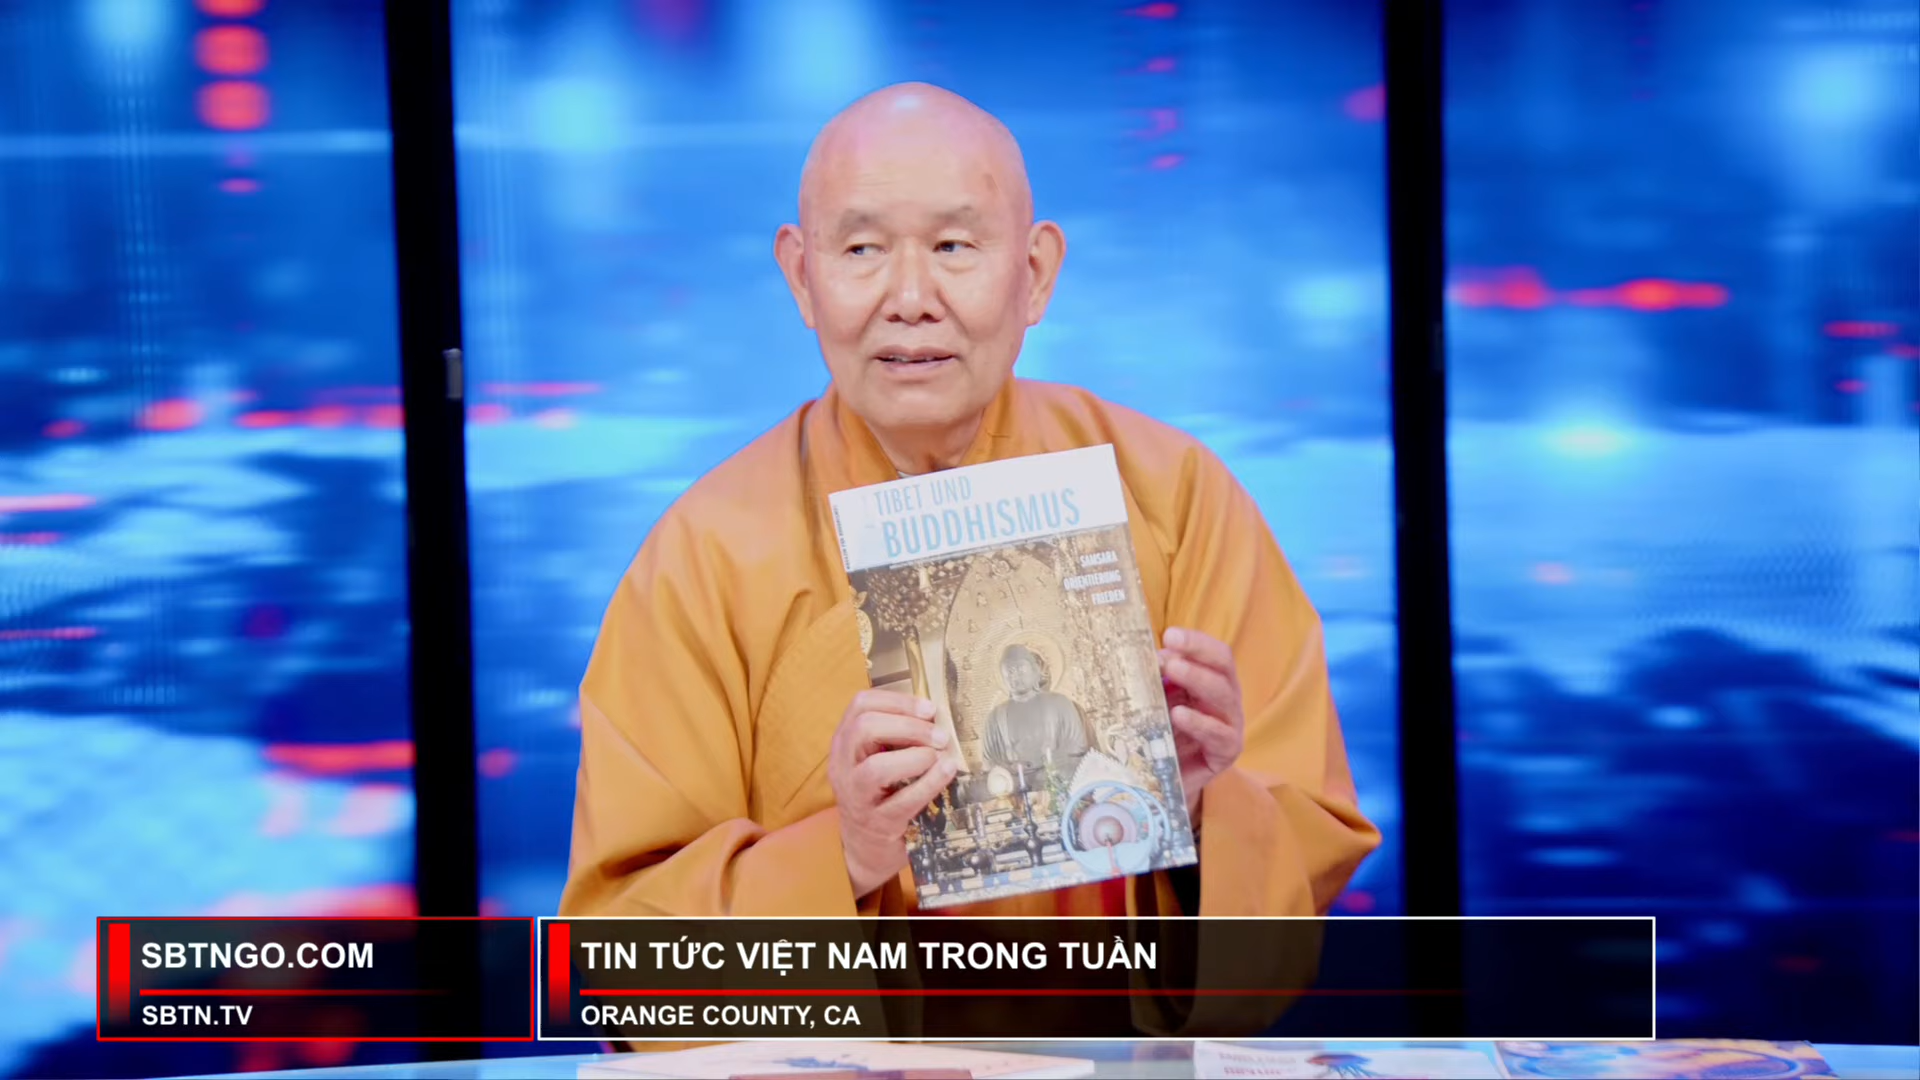 TIBET UND
BUDDHISMUS
SAMSARA
ORIENTIERUNG
FRIEDEN
SBTNGO.COM
SBTN.TV
TIN TỨC VIỆT NAM TRONG TUẦN
ORANGE COUNTY, CA